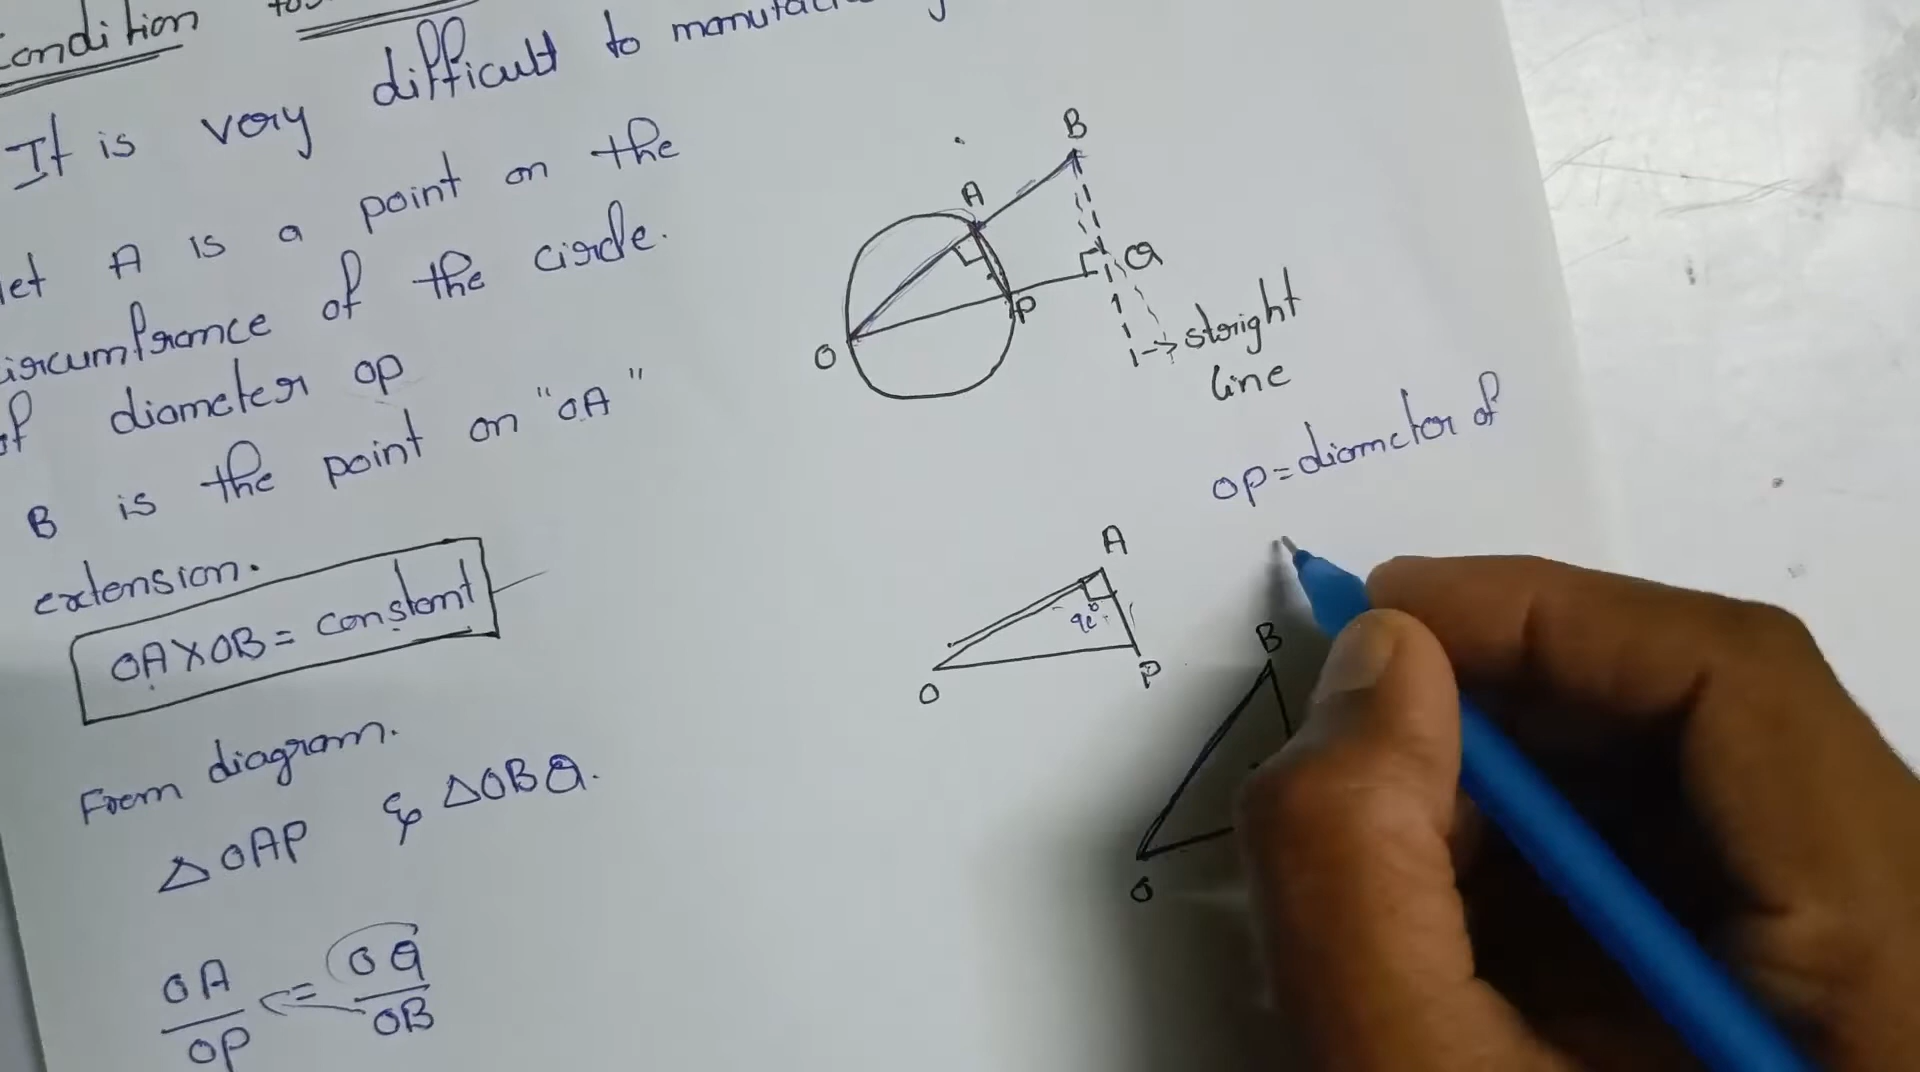 condition
It is very difficult to
let A is a point on the
circumfrance of the circle.
of diameter OP
B is the point on "OA"
extension.
OA X OB = constant
From diagram.
△OAP & △OBQ.
OA/OP = OQ/OB
B
A
Q
P
O
straight
line
OP = diameter of
A
90°
O
P
B
O